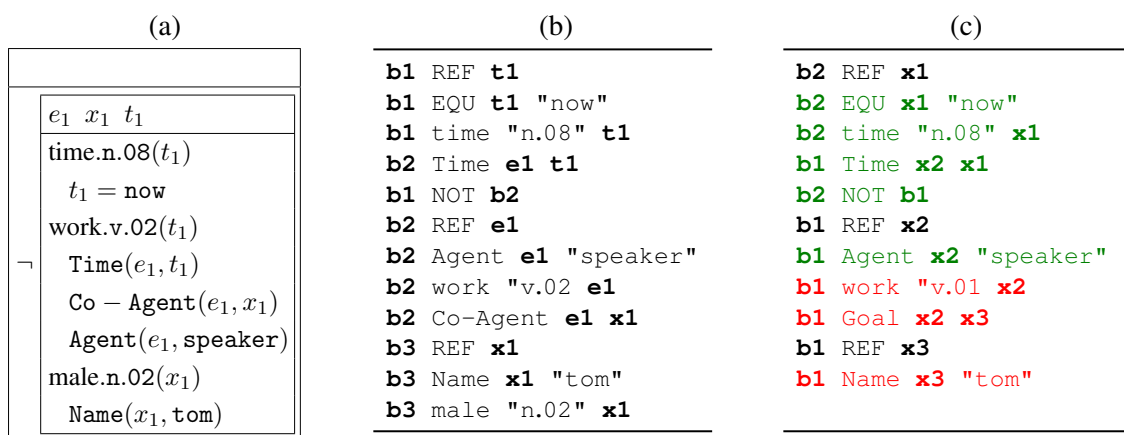 (a)
e₁ x₁ t₁
time.n.08(t₁)
t₁ = now
work.v.02(t₁)
¬ Time(e₁, t₁)
Co − Agent(e₁, x₁)
Agent(e₁, speaker)
male.n.02(x₁)
Name(x₁, tom)
(b)
b1 REF t1
b1 EQU t1 "now"
b1 time "n.08" t1
b2 Time e1 t1
b1 NOT b2
b2 REF e1
b2 Agent e1 "speaker"
b2 work "v.02 e1
b2 Co-Agent e1 x1
b3 REF x1
b3 Name x1 "tom"
b3 male "n.02" x1
(c)
b2 REF x1
b2 EQU x1 "now"
b2 time "n.08" x1
b1 Time x2 x1
b2 NOT b1
b1 REF x2
b1 Agent x2 "speaker"
b1 work "v.01 x2
b1 Goal x2 x3
b1 REF x3
b1 Name x3 "tom"